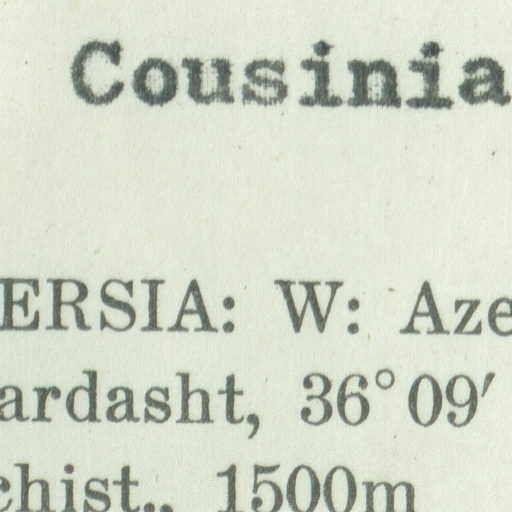 Cousinia
ERSIA: W: Aze
ardasht, 36°09′
chist., 1500m